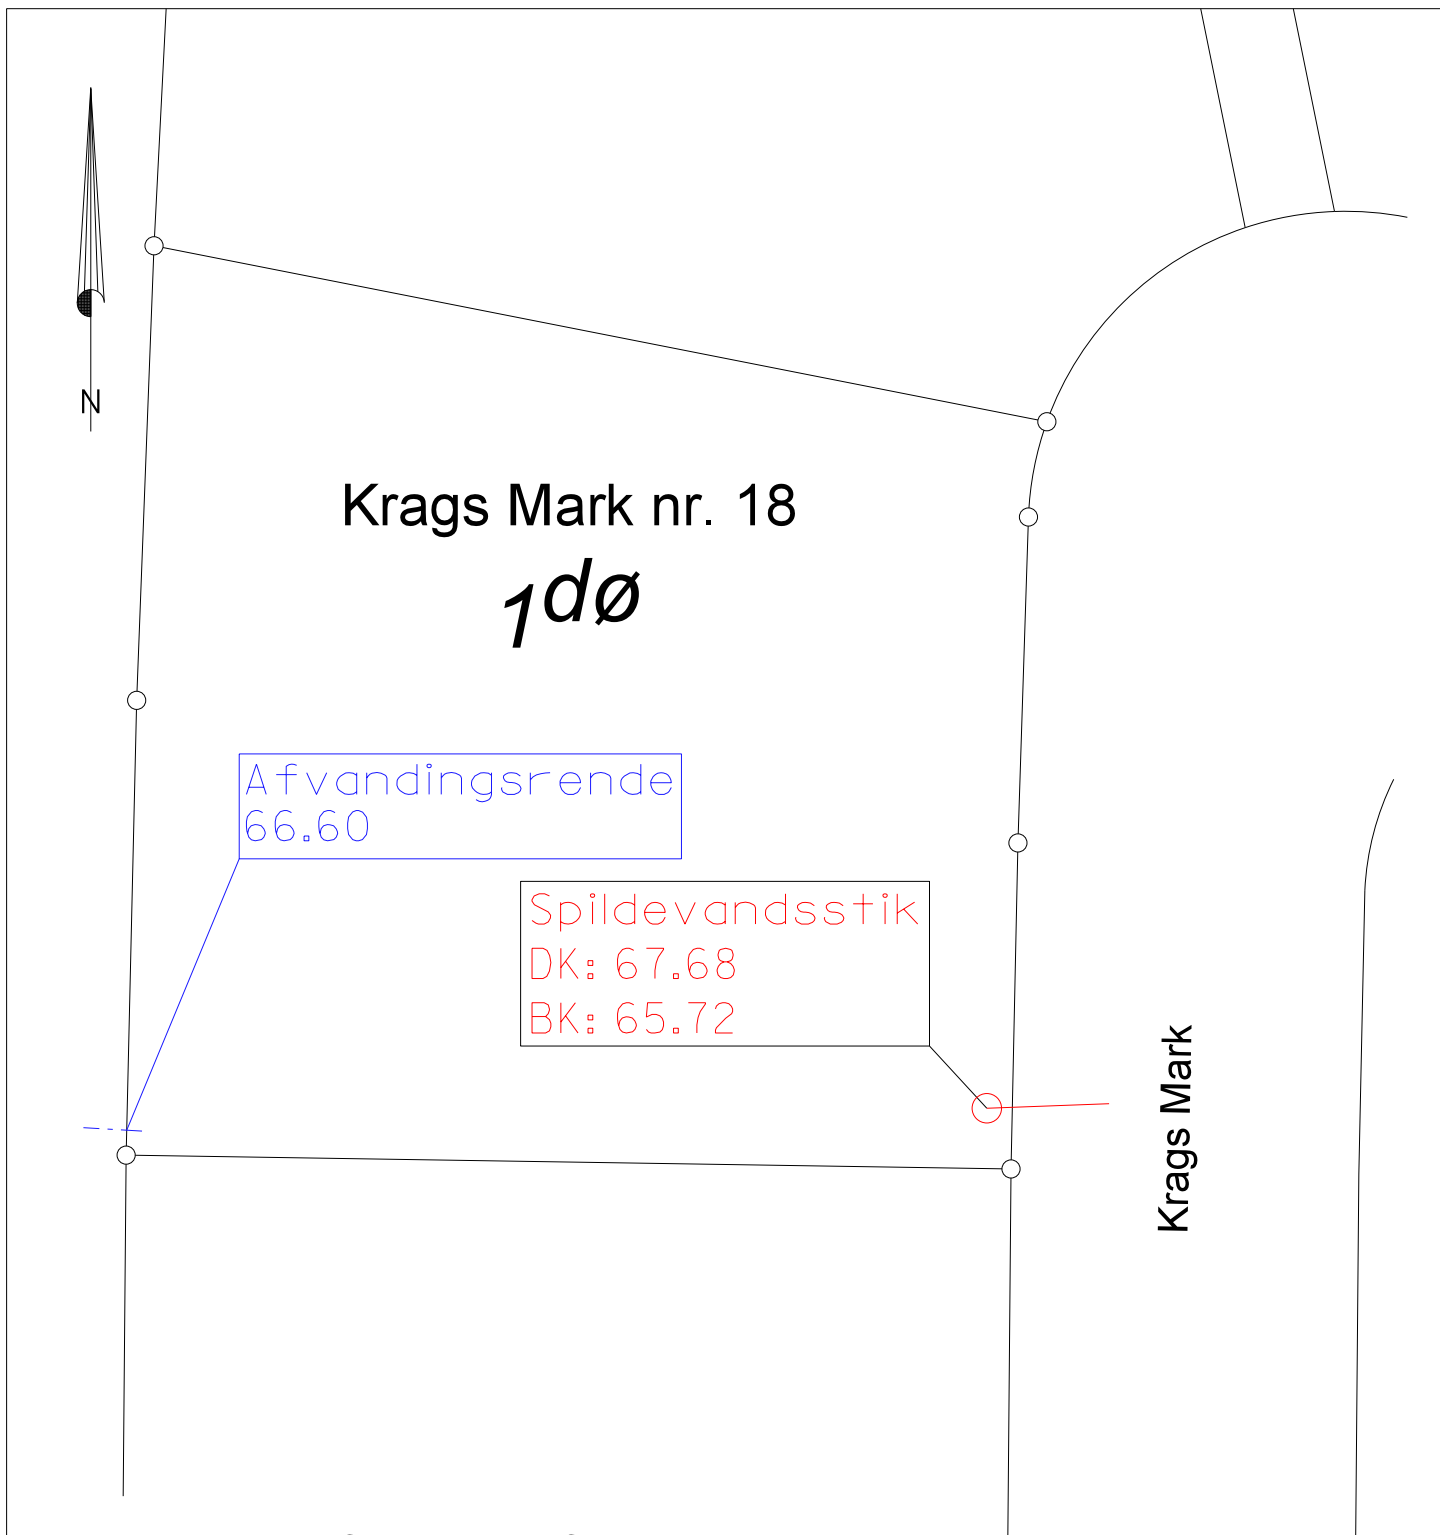 N
Krags Mark nr. 18
1dø
Afvandingsrende
66.60
Spildevandsstik
DK: 67.68
BK: 65.72
Krags Mark